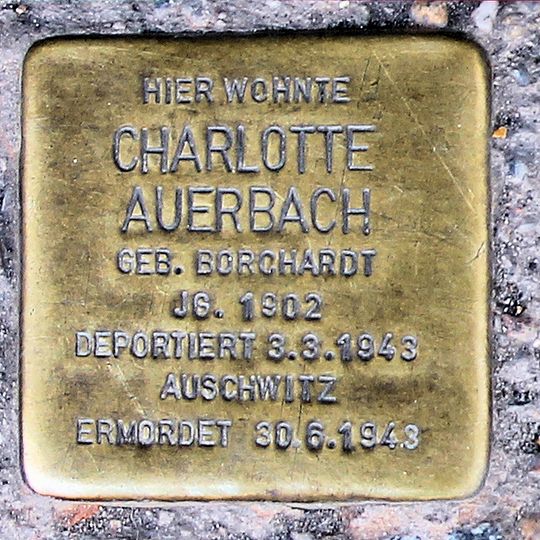 HIER WOHNTE
CHARLOTTE
AUERBACH
GEB. BORCHARDT
JG. 1902
DEPORTIERT 3.3.1943
AUSCHWITZ
ERMORDET 30.6.1943